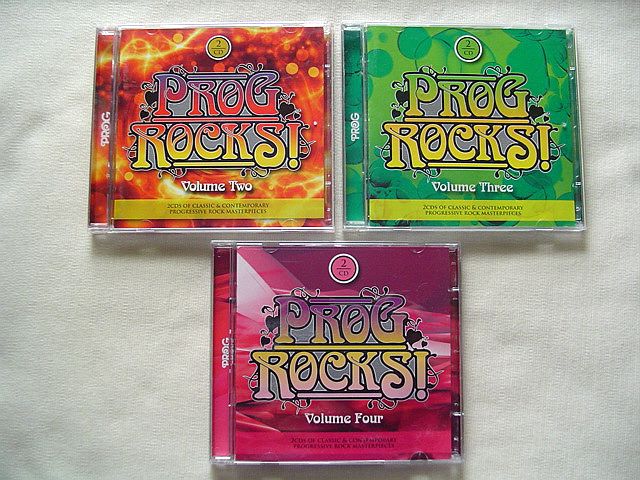 2
CD
PROG
ROCKS!
Volume Two
2CDS OF CLASSIC & CONTEMPORARY
PROGRESSIVE ROCK MASTERPIECES
PROG
2
CD
PROG
ROCKS!
Volume Three
2CDS OF CLASSIC & CONTEMPORARY
PROGRESSIVE ROCK MASTERPIECES
PROG
2
CD
PROG
ROCKS!
Volume Four
2CDS OF CLASSIC & CONTEMPORARY
PROGRESSIVE ROCK MASTERPIECES
PROG